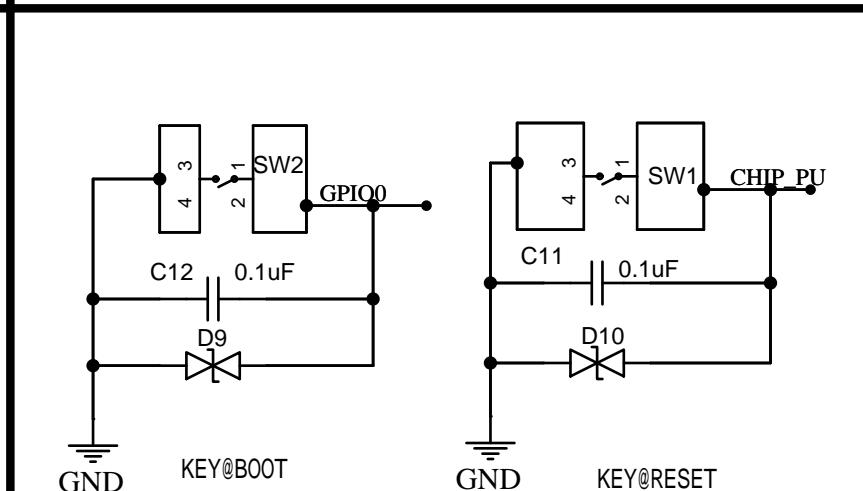 3
4
1
2
SW2
GPIO0
C12
0.1uF
D9
GND
KEY@BOOT
3
4
1
2
SW1
CHIP_PU
C11
0.1uF
D10
GND
KEY@RESET